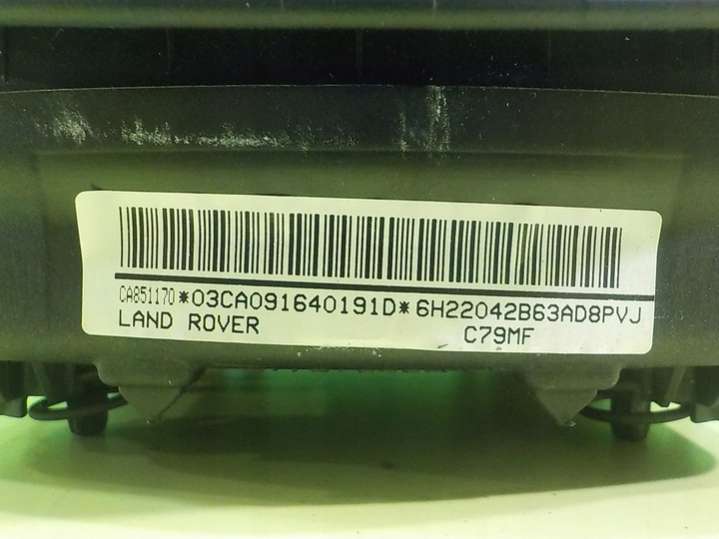 CA851170*03CA091640191D*6H22042B63AD8PVJ
LAND ROVER C79MF